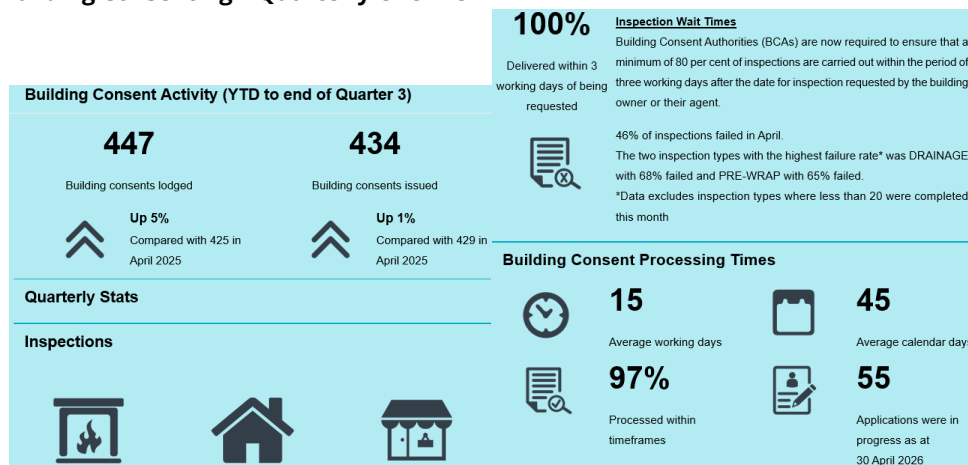 Building Consent Activity (YTD to end of Quarter 3)
447
434
Building consents lodged
Building consents issued
Up 5%
Compared with 425 in
April 2025
Up 1%
Compared with 429 in
April 2025
Quarterly Stats
Inspections
100%
Delivered within 3
working days of being
requested
Inspection Wait Times
Building Consent Authorities (BCAs) are now required to ensure that a
minimum of 80 per cent of inspections are carried out within the period of
three working days after the date for inspection requested by the building
owner or their agent.
46% of inspections failed in April.
The two inspection types with the highest failure rate* was DRAINAGE
with 68% failed and PRE-WRAP with 65% failed.
*Data excludes inspection types where less than 20 were completed
this month
Building Consent Processing Times
15
Average working days
45
Average calendar days
97%
Processed within
timeframes
55
Applications were in
progress as at
30 April 2026